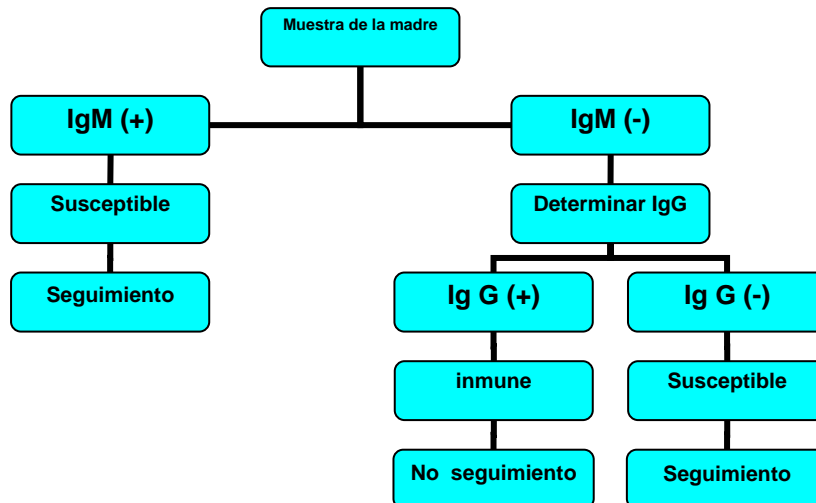 Muestra de la madre
IgM (+)
IgM (-)
Susceptible
Determinar IgG
Seguimiento
Ig G (+)
Ig G (-)
inmune
Susceptible
No seguimiento
Seguimiento